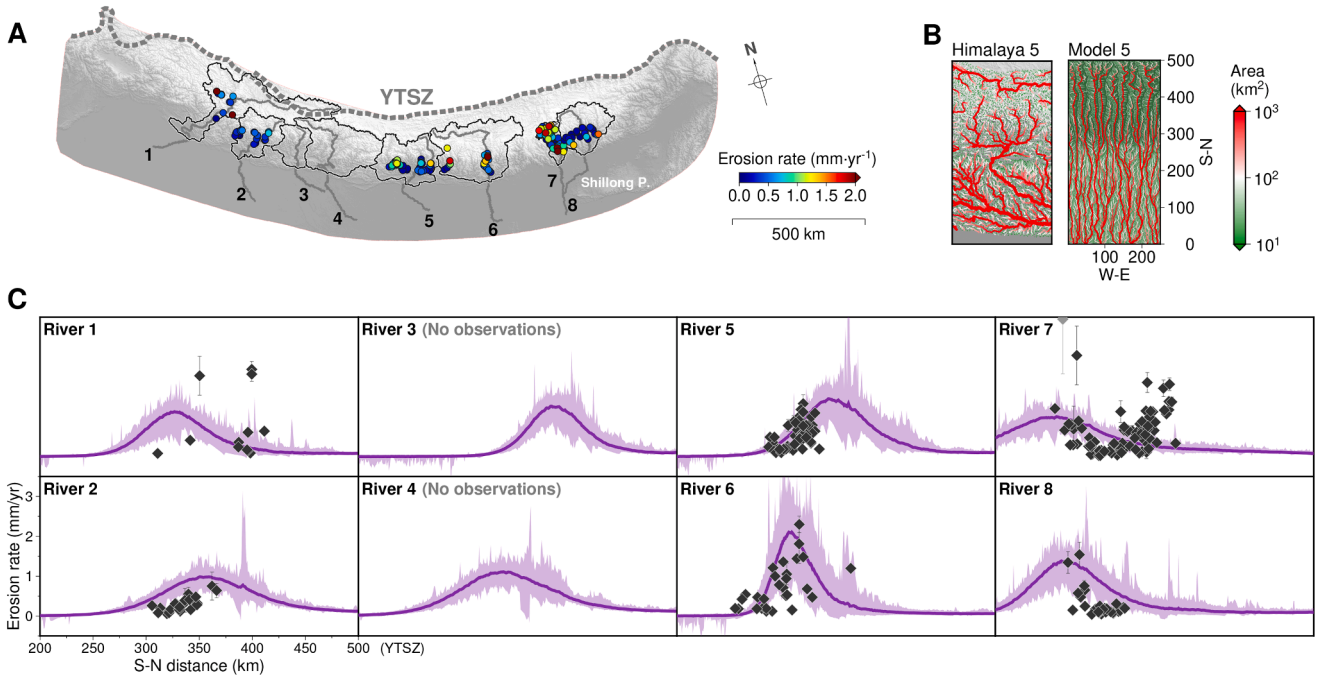 A
YTSZ
N
1
2
3
4
5
6
7
8
Shillong P.
Erosion rate (mm·yr⁻¹)
0.0 0.5 1.0 1.5 2.0
500 km
B
Himalaya 5
Model 5
500
400
300
200
100
0
S-N
100 200
W-E
Area
(km²)
10³
10²
10¹
C
River 1
River 3 (No observations)
River 5
River 7
River 2
River 4 (No observations)
River 6
River 8
Erosion rate (mm/yr)
3
2
1
0
200 250 300 350 400 450 500 (YTSZ)
S-N distance (km)